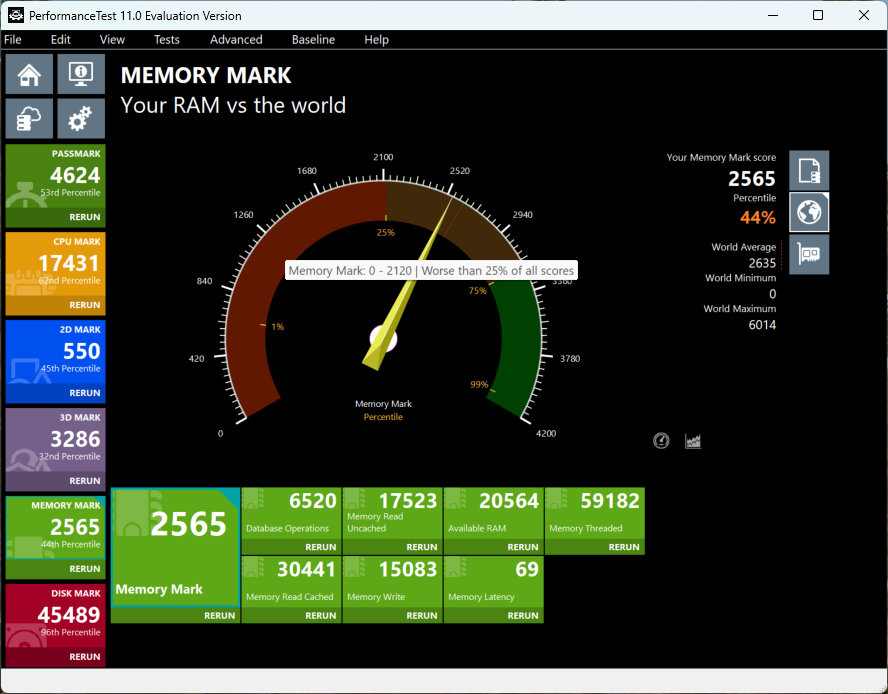 PerformanceTest 11.0 Evaluation Version
File Edit View Tests Advanced Baseline Help
MEMORY MARK
Your RAM vs the world
PASSMARK
4624
53rd Percentile
RERUN
CPU MARK
17431
62nd Percentile
RERUN
2D MARK
550
45th Percentile
RERUN
3D MARK
3286
32nd Percentile
RERUN
MEMORY MARK
2565
44th Percentile
RERUN
DISK MARK
45489
96th Percentile
RERUN
0
420
840
1260
1680
2100
2520
2940
3360
3780
4200
1%
25%
75%
99%
Memory Mark: 0 - 2120 | Worse than 25% of all scores
Memory Mark
Percentile
Your Memory Mark score
2565
Percentile
44%
World Average
2635
World Minimum
0
World Maximum
6014
2565
Memory Mark
RERUN
6520
Database Operations
RERUN
17523
Memory Read
Uncached
RERUN
20564
Available RAM
RERUN
59182
Memory Threaded
RERUN
30441
Memory Read Cached
RERUN
15083
Memory Write
RERUN
69
Memory Latency
RERUN